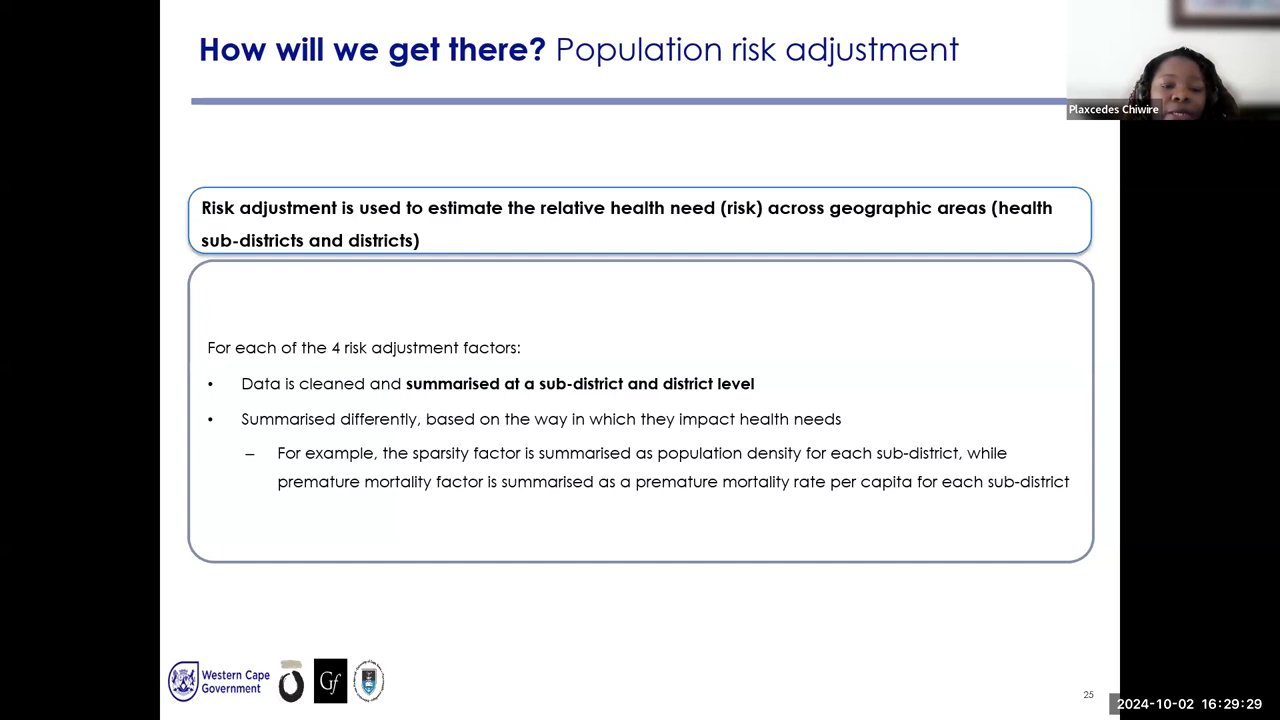 How will we get there? Population risk adjustment
Plaxcedes Chiwire
Risk adjustment is used to estimate the relative health need (risk) across geographic areas (health
sub-districts and districts)
For each of the 4 risk adjustment factors:
• Data is cleaned and summarised at a sub-district and district level
• Summarised differently, based on the way in which they impact health needs
– For example, the sparsity factor is summarised as population density for each sub-district, while
premature mortality factor is summarised as a premature mortality rate per capita for each sub-district
Western Cape
Government
Gf
25
2024-10-02 16:29:29